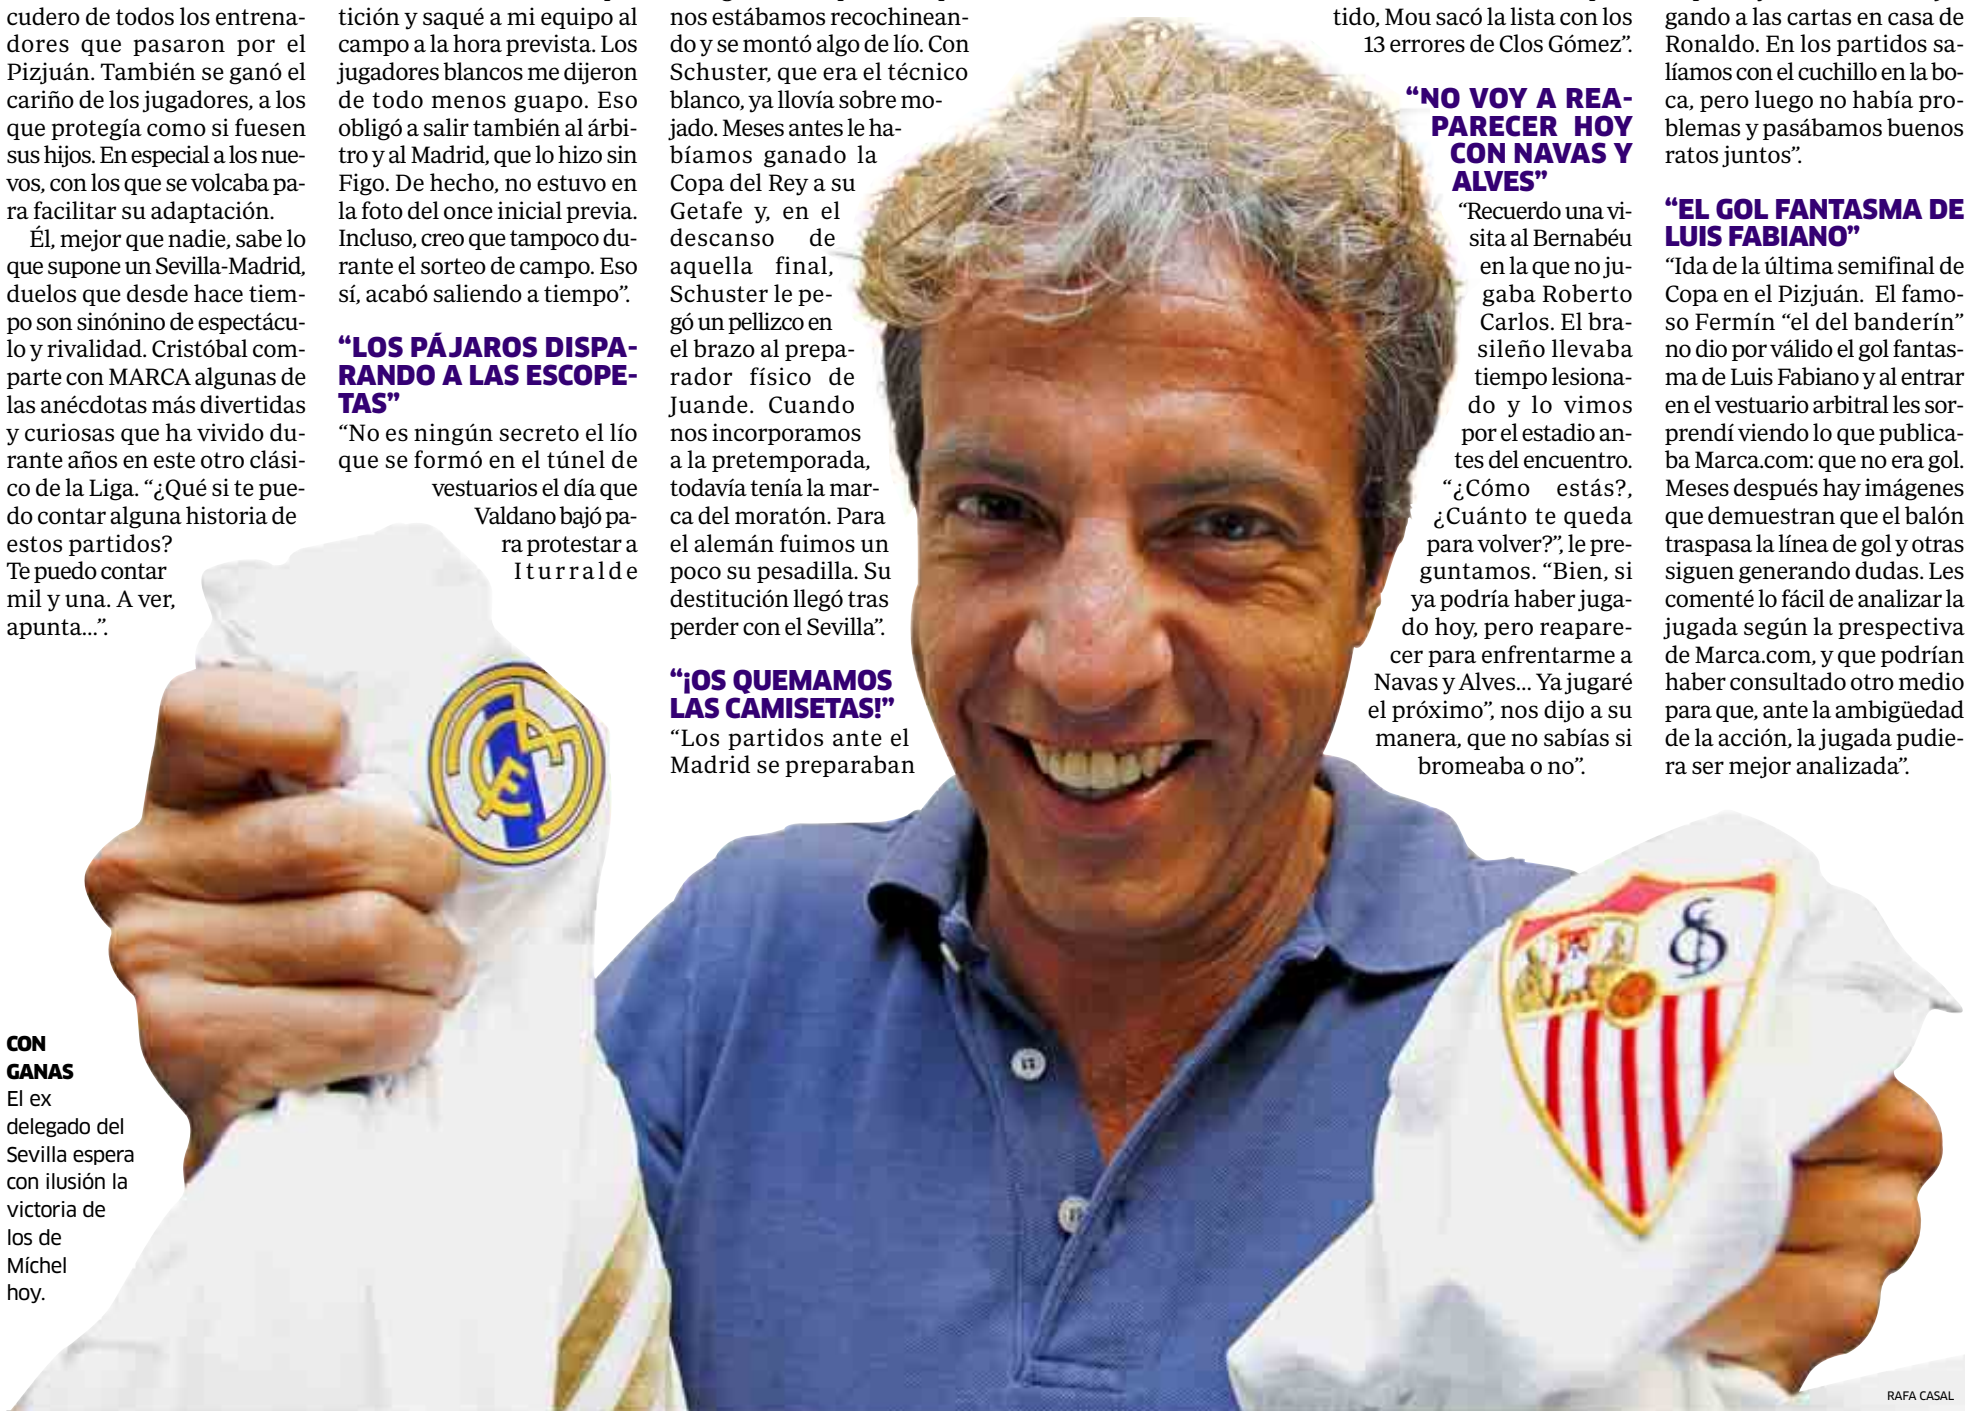 cudero de todos los entrena-
dores que pasaron por el
Pizjuán. También se ganó el
cariño de los jugadores, a los
que protegía como si fuesen
sus hijos. En especial a los nue-
vos, con los que se volcaba pa-
ra facilitar su adaptación.
Él, mejor que nadie, sabe lo
que supone un Sevilla-Madrid,
duelos que desde hace tiem-
po son sinónino de espectácu-
lo y rivalidad. Cristóbal com-
parte con MARCA algunas de
las anécdotas más divertidas
y curiosas que ha vivido du-
rante años en este otro clási-
co de la Liga. “¿Qué si te pue-
do contar alguna historia de
estos partidos?
Te puedo contar
mil y una. A ver,
apunta...”.
CON
GANAS
El ex
delegado del
Sevilla espera
con ilusión la
victoria de
los de
Míchel
hoy.
tición y saqué a mi equipo al
campo a la hora prevista. Los
jugadores blancos me dijeron
de todo menos guapo. Eso
obligó a salir también al árbi-
tro y al Madrid, que lo hizo sin
Figo. De hecho, no estuvo en
la foto del once inicial previa.
Incluso, creo que tampoco du-
rante el sorteo de campo. Eso
sí, acabó saliendo a tiempo”.
“LOS PÁJAROS DISPA-
RANDO A LAS ESCOPE-
TAS”
“No es ningún secreto el lío
que se formó en el túnel de
vestuarios el día que
Valdano bajó pa-
ra protestar a
Iturralde
nos estábamos recochinean-
do y se montó algo de lío. Con
Schuster, que era el técnico
blanco, ya llovía sobre mo-
jado. Meses antes le ha-
bíamos ganado la
Copa del Rey a su
Getafe y, en el
descanso de
aquella final,
Schuster le pe-
gó un pellizco en
el brazo al prepa-
rador físico de
Juande. Cuando
nos incorporamos
a la pretemporada,
todavía tenía la mar-
ca del moratón. Para
el alemán fuimos un
poco su pesadilla. Su
destitución llegó tras
perder con el Sevilla”.
“¡OS QUEMAMOS
LAS CAMISETAS!”
“Los partidos ante el
Madrid se preparaban
tido, Mou sacó la lista con los
13 errores de Clos Gómez”.
“NO VOY A REA-
PARECER HOY
CON NAVAS Y
ALVES”
“Recuerdo una vi-
sita al Bernabéu
en la que no ju-
gaba Roberto
Carlos. El bra-
sileño llevaba
tiempo lesiona-
do y lo vimos
por el estadio an-
tes del encuentro.
“¿Cómo estás?,
¿Cuánto te queda
para volver?”, le pre-
guntamos. “Bien, si
ya podría haber juga-
do hoy, pero reapare-
cer para enfrentarme a
Navas y Alves... Ya jugaré
el próximo”, nos dijo a su
manera, que no sabías si
bromeaba o no”.
gando a las cartas en casa de
Ronaldo. En los partidos sa-
líamos con el cuchillo en la bo-
ca, pero luego no había pro-
blemas y pasábamos buenos
ratos juntos”.
“EL GOL FANTASMA DE
LUIS FABIANO”
“Ida de la última semifinal de
Copa en el Pizjuán. El famo-
so Fermín “el del banderín”
no dio por válido el gol fantas-
ma de Luis Fabiano y al entrar
en el vestuario arbitral les sor-
prendí viendo lo que publica-
ba Marca.com: que no era gol.
Meses después hay imágenes
que demuestran que el balón
traspasa la línea de gol y otras
siguen generando dudas. Les
comenté lo fácil de analizar la
jugada según la prespectiva
de Marca.com, y que podrían
haber consultado otro medio
para que, ante la ambigüedad
de la acción, la jugada pudie-
ra ser mejor analizada”.
RAFA CASAL